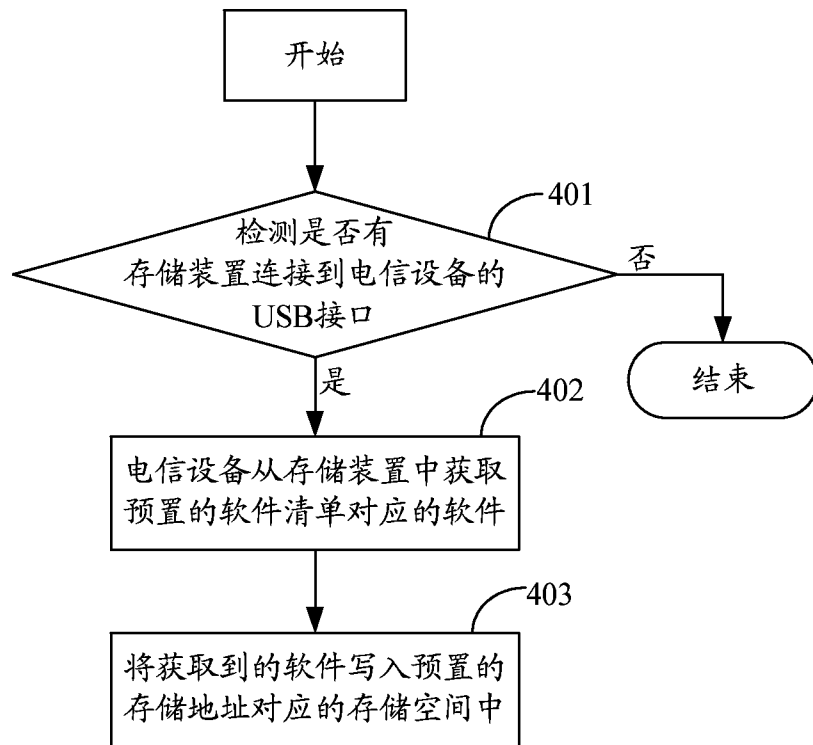 开始
401
检测是否有
存储装置连接到电信设备的
USB接口
否
是
结束
402
电信设备从存储装置中获取
预置的软件清单对应的软件
403
将获取到的软件写入预置的
存储地址对应的存储空间中